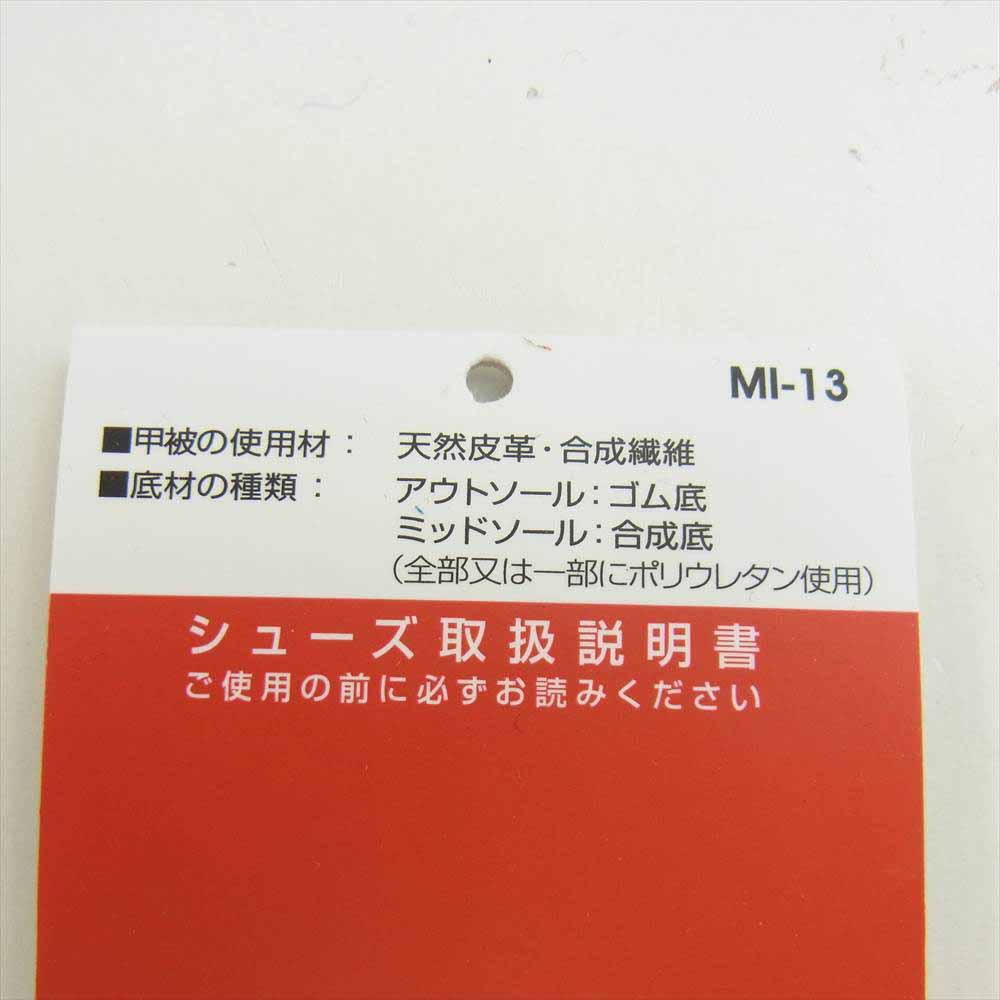 MI-13
■甲被の使用材： 天然皮革・合成繊維
■底材の種類： アウトソール：ゴム底
ミッドソール：合成底
（全部又は一部にポリウレタン使用）
シューズ取扱説明書
ご使用の前に必ずお読みください